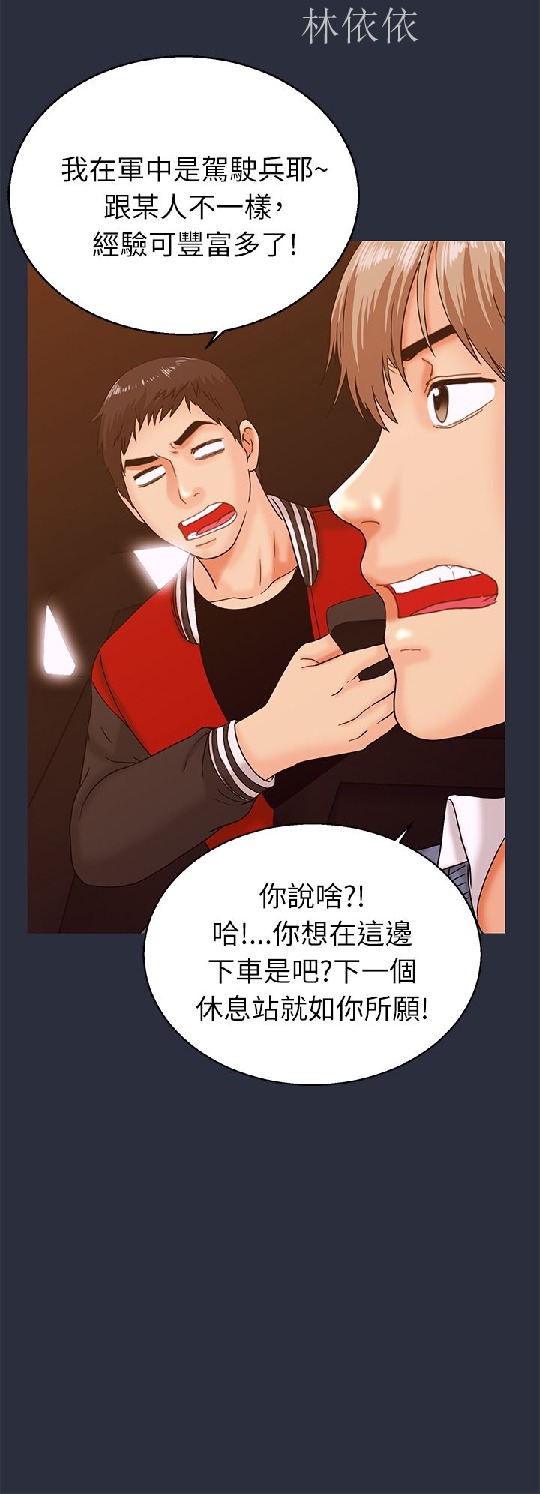 林依依
我在軍中是駕駛兵耶~
跟某人不一樣，
經驗可豐富多了!
你說啥?!
哈!...你想在這邊
下車是吧?下一個
休息站就如你所願!